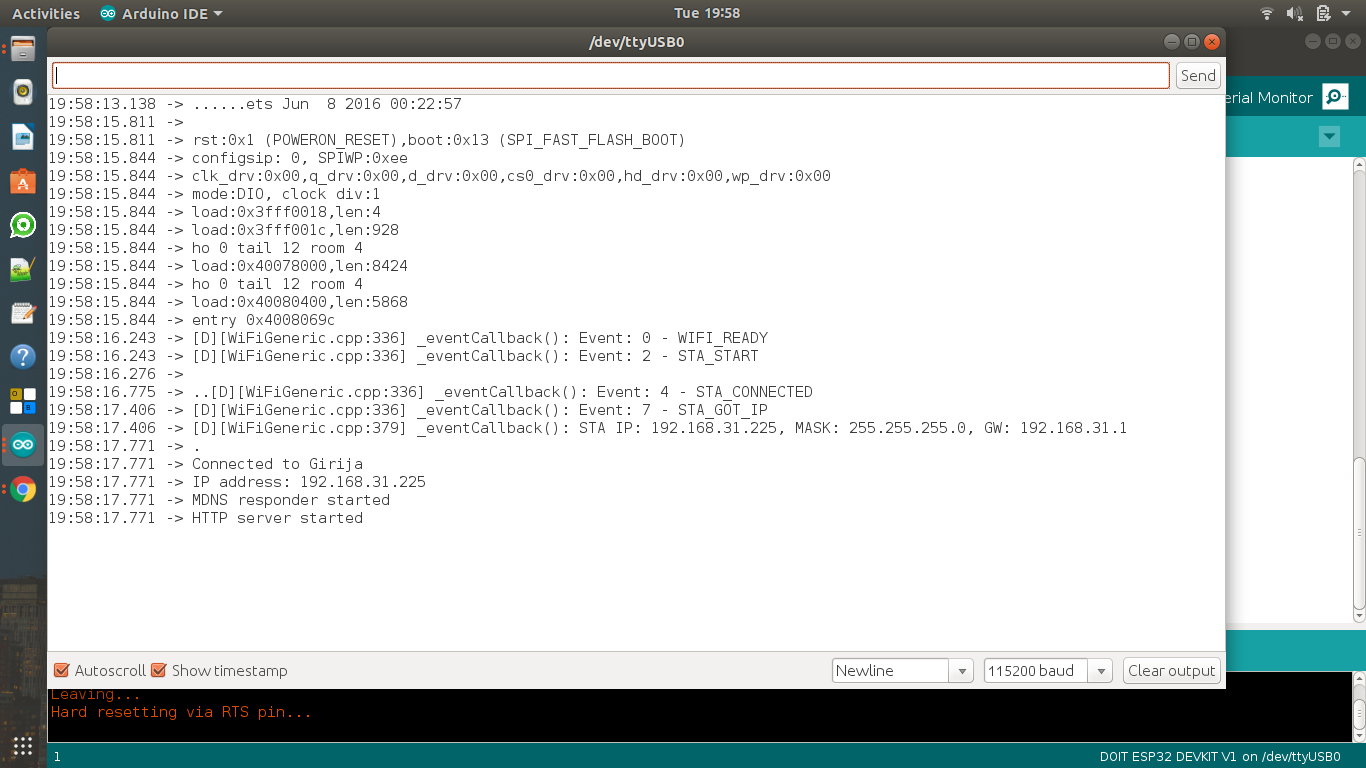 Activities Arduino IDE Tue 19:58
/dev/ttyUSB0
Send
erial Monitor
19:58:13.138 -> ......ets Jun  8 2016 00:22:57
19:58:15.811 ->
19:58:15.811 -> rst:0x1 (POWERON_RESET),boot:0x13 (SPI_FAST_FLASH_BOOT)
19:58:15.844 -> configsip: 0, SPIWP:0xee
19:58:15.844 -> clk_drv:0x00,q_drv:0x00,d_drv:0x00,cs0_drv:0x00,hd_drv:0x00,wp_drv:0x00
19:58:15.844 -> mode:DIO, clock div:1
19:58:15.844 -> load:0x3fff0018,len:4
19:58:15.844 -> load:0x3fff001c,len:928
19:58:15.844 -> ho 0 tail 12 room 4
19:58:15.844 -> load:0x40078000,len:8424
19:58:15.844 -> ho 0 tail 12 room 4
19:58:15.844 -> load:0x40080400,len:5868
19:58:15.844 -> entry 0x4008069c
19:58:16.243 -> [D][WiFiGeneric.cpp:336] _eventCallback(): Event: 0 - WIFI_READY
19:58:16.243 -> [D][WiFiGeneric.cpp:336] _eventCallback(): Event: 2 - STA_START
19:58:16.276 ->
19:58:16.775 -> ..[D][WiFiGeneric.cpp:336] _eventCallback(): Event: 4 - STA_CONNECTED
19:58:17.406 -> [D][WiFiGeneric.cpp:336] _eventCallback(): Event: 7 - STA_GOT_IP
19:58:17.406 -> [D][WiFiGeneric.cpp:379] _eventCallback(): STA IP: 192.168.31.225, MASK: 255.255.255.0, GW: 192.168.31.1
19:58:17.771 -> .
19:58:17.771 -> Connected to Girija
19:58:17.771 -> IP address: 192.168.31.225
19:58:17.771 -> MDNS responder started
19:58:17.771 -> HTTP server started
Autoscroll Show timestamp Newline 115200 baud Clear output
Leaving...
Hard resetting via RTS pin...
1 DOIT ESP32 DEVKIT V1 on /dev/ttyUSB0